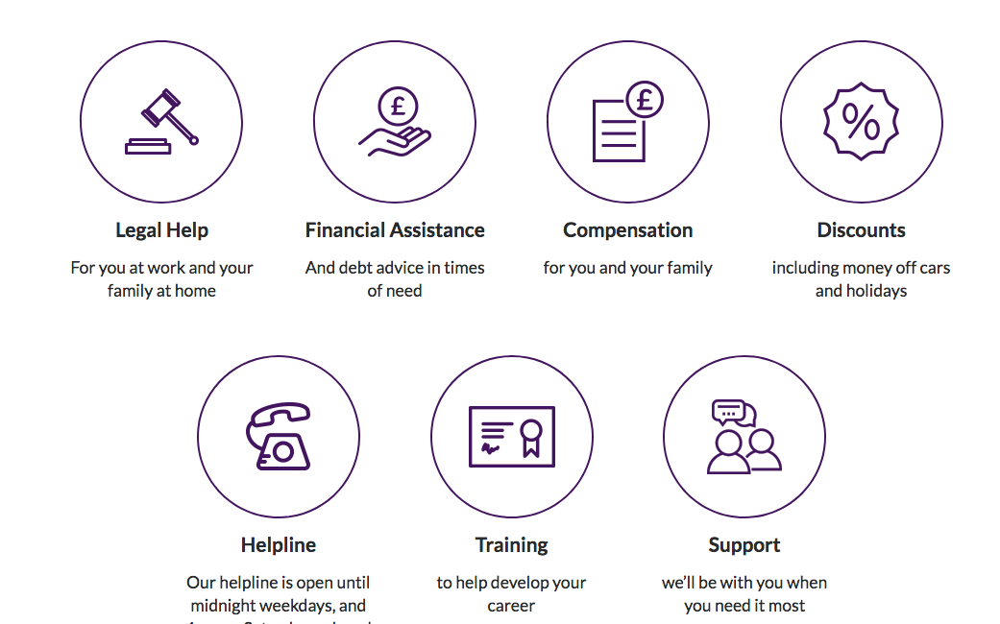 £
£
%
Legal Help
Financial Assistance
Compensation
Discounts
For you at work and your
family at home
And debt advice in times
of need
for you and your family
including money off cars
and holidays
Helpline
Training
Support
Our helpline is open until
midnight weekdays, and
to help develop your
career
we’ll be with you when
you need it most